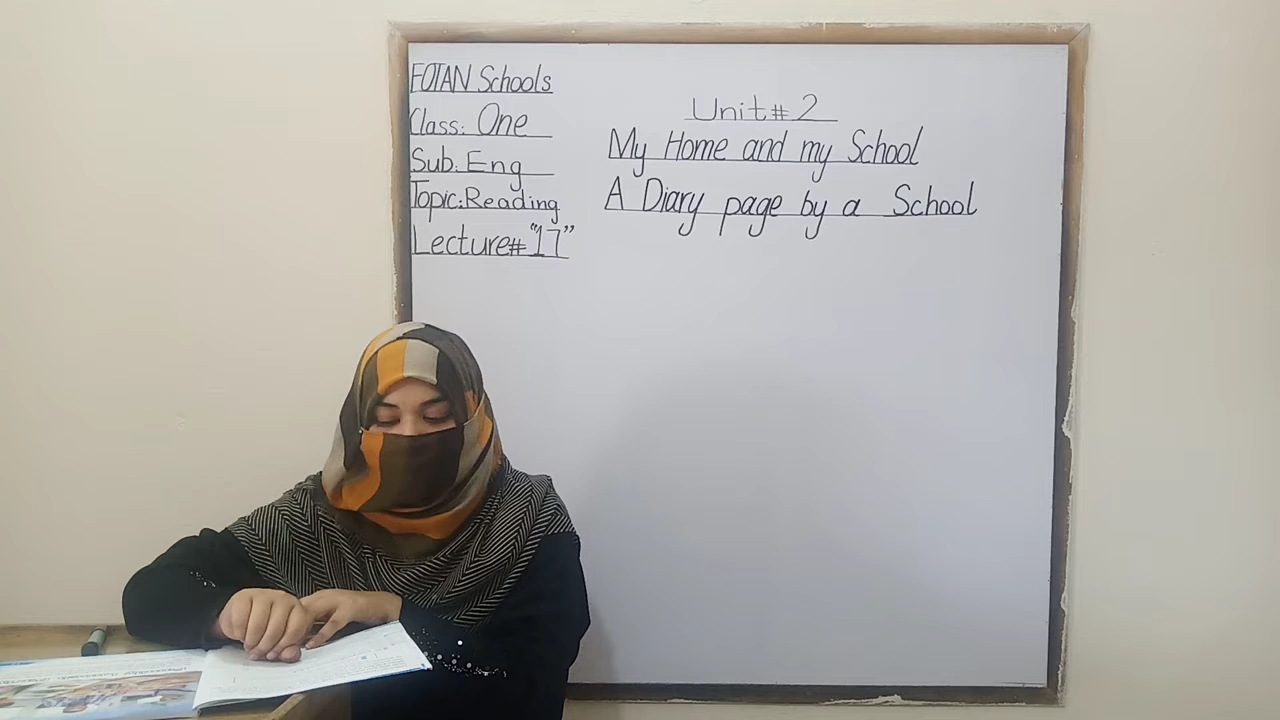 FOTAN Schools
Class: One
Sub: Eng
Topic: Reading
Lecture# "17"
Unit# 2
My Home and my School
A Diary page by a School